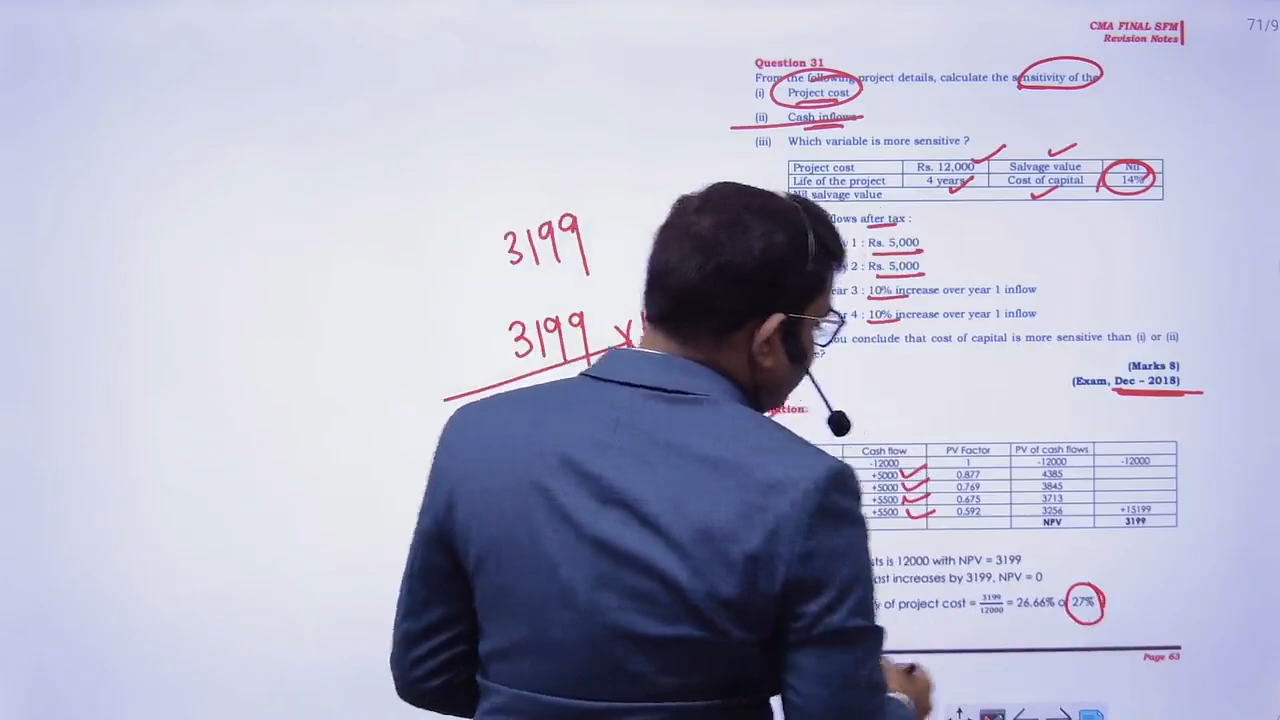 CMA FINAL SFM
Revision Notes
71/9
Question 31
From the following project details, calculate the sensitivity of the
(i) Project cost
(ii) Cash inflows
(iii) Which variable is more sensitive ?
Project cost Rs. 12,000 Salvage value Nil
Life of the project 4 years Cost of capital 14%
Nil salvage value
lows after tax :
1 : Rs. 5,000
2 : Rs. 5,000
ear 3 : 10% increase over year 1 inflow
ar 4 : 10% increase over year 1 inflow
ou conclude that cost of capital is more sensitive than (i) or (ii)
e?
(Marks 8)
(Exam, Dec – 2018)
3199
3199 x
Cash flow PV Factor PV of cash flows
-12000 1 -12000 -12000
+5000 0.877 4385
+5000 0.769 3845
+5500 0.675 3713
+5500 0.592 3256 +15199
NPV 3199
sts is 12000 with NPV = 3199
ost increases by 3199, NPV = 0
y of project cost = 3199/12000 = 26.66% o 27%
Page 63